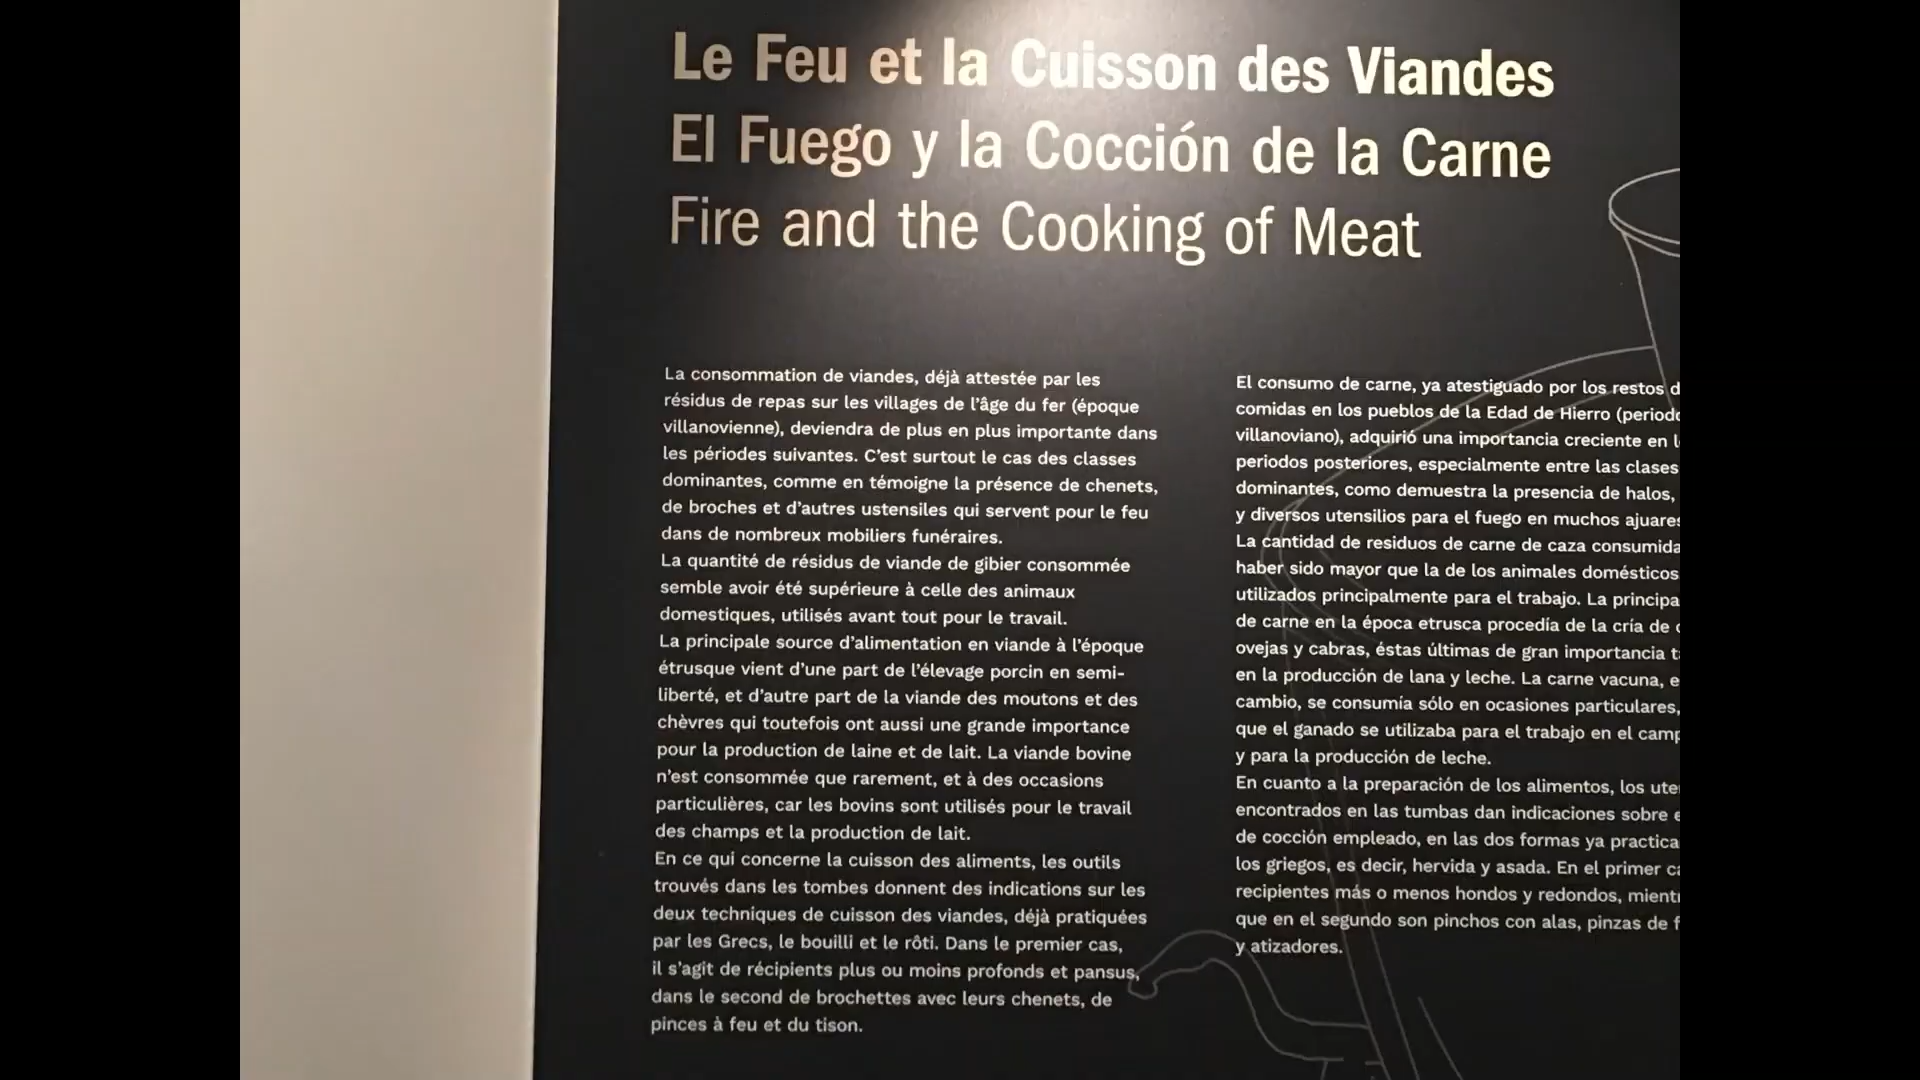 Le Feu et la Cuisson des Viandes
El Fuego y la Cocción de la Carne
Fire and the Cooking of Meat
La consommation de viandes, déjà attestée par les
résidus de repas sur les villages de l'âge du fer (époque
villanovienne), deviendra de plus en plus importante dans
les périodes suivantes. C'est surtout le cas des classes
dominantes, comme en témoigne la présence de chenets,
de broches et d'autres ustensiles qui servent pour le feu
dans de nombreux mobiliers funéraires.
La quantité de résidus de viande de gibier consommée
semble avoir été supérieure à celle des animaux
domestiques, utilisés avant tout pour le travail.
La principale source d'alimentation en viande à l'époque
étrusque vient d'une part de l'élevage porcin en semi-
liberté, et d'autre part de la viande des moutons et des
chèvres qui toutefois ont aussi une grande importance
pour la production de laine et de lait. La viande bovine
n'est consommée que rarement, et à des occasions
particulières, car les bovins sont utilisés pour le travail
des champs et la production de lait.
En ce qui concerne la cuisson des aliments, les outils
trouvés dans les tombes donnent des indications sur les
deux techniques de cuisson des viandes, déjà pratiquées
par les Grecs, le bouilli et le rôti. Dans le premier cas,
il s'agit de récipients plus ou moins profonds et pansus,
dans le second de brochettes avec leurs chenets, de
pinces à feu et du tison.
El consumo de carne, ya atestiguado por los restos
comidas en los pueblos de la Edad de Hierro (periodo
villanoviano), adquirió una importancia creciente en
periodos posteriores, especialmente entre las clases
dominantes, como demuestra la presencia de halos,
y diversos utensilios para el fuego en muchos ajuares
La cantidad de residuos de carne de caza consumida
haber sido mayor que la de los animales domésticos
utilizados principalmente para el trabajo. La
de carne en la época etrusca procedía de la cría de
ovejas y cabras, éstas últimas de gran importancia
en la producción de lana y leche. La carne vacuna,
cambio, se consumía sólo en ocasiones particulares,
que el ganado se utilizaba para el trabajo en el
y para la producción de leche.
En cuanto a la preparación de los alimentos, los
encontrados en las tumbas dan indicaciones sobre
de cocción empleado, en las dos formas ya
los griegos, es decir, hervida y asada. En el primer
recipientes más o menos hondos y redondos,
que en el segundo son pinchos con alas, pinzas de
y atizadores.